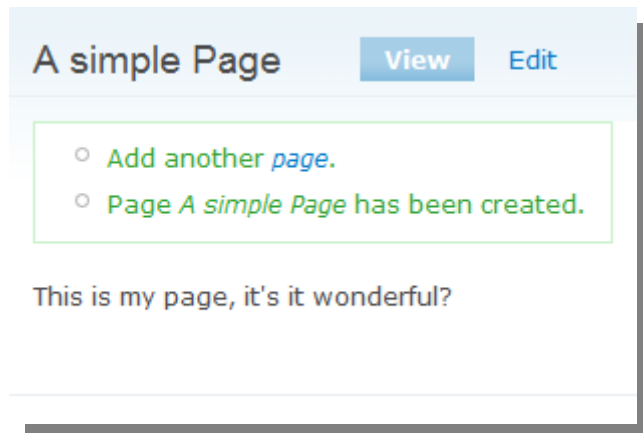 A simple Page View Edit
Add another page.
Page A simple Page has been created.
This is my page, it's it wonderful?